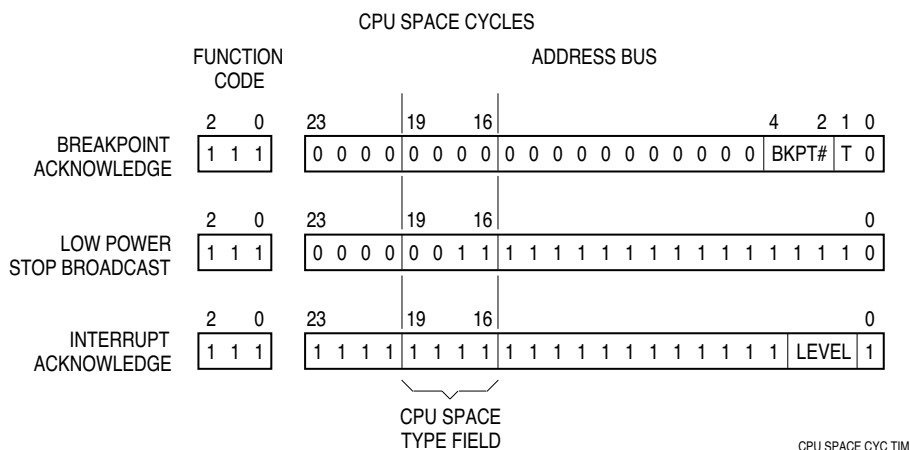 CPU SPACE CYCLES
FUNCTION
CODE
ADDRESS BUS
2 0 23 19 16 4 2 1 0
BREAKPOINT
ACKNOWLEDGE
1 1 1 0 0 0 0 0 0 0 0 0 0 0 0 0 0 0 0 0 0 0 BKPT# T 0
2 0 23 19 16 0
LOW POWER
STOP BROADCAST
1 1 1 0 0 0 0 0 0 1 1 1 1 1 1 1 1 1 1 1 1 1 1 1 1 1 0
2 0 23 19 16 0
INTERRUPT
ACKNOWLEDGE
1 1 1 1 1 1 1 1 1 1 1 1 1 1 1 1 1 1 1 1 1 1 1 LEVEL 1
CPU SPACE
TYPE FIELD
CPU SPACE CYC TIM